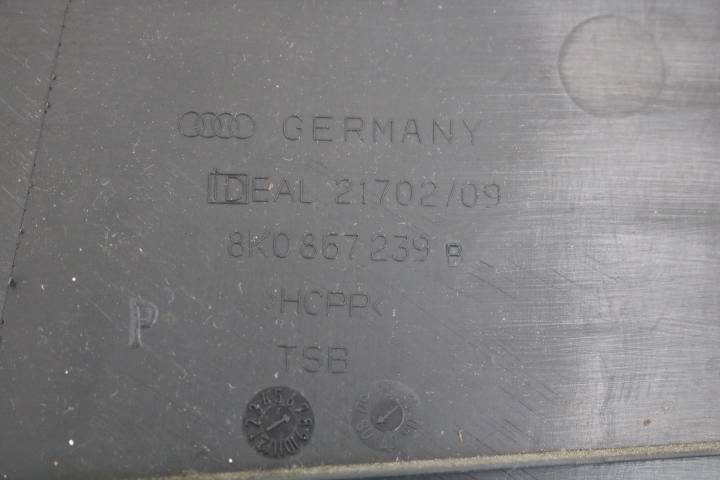 GERMANY
IDEAL 21702/09
8K0 867 239 B
>HCPP<
P
TSB